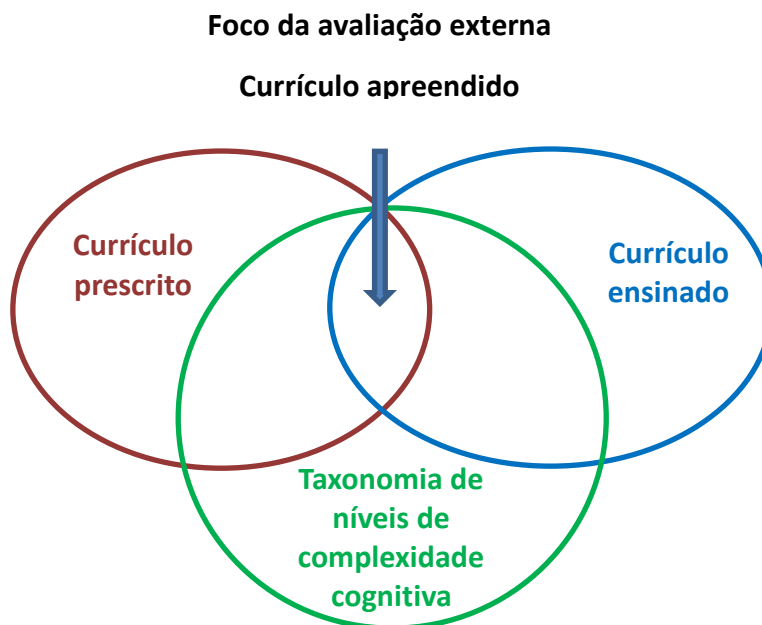 Foco da avaliação externa
Currículo apreendido
Currículo
prescrito
Currículo
ensinado
Taxonomia de
níveis de
complexidade
cognitiva